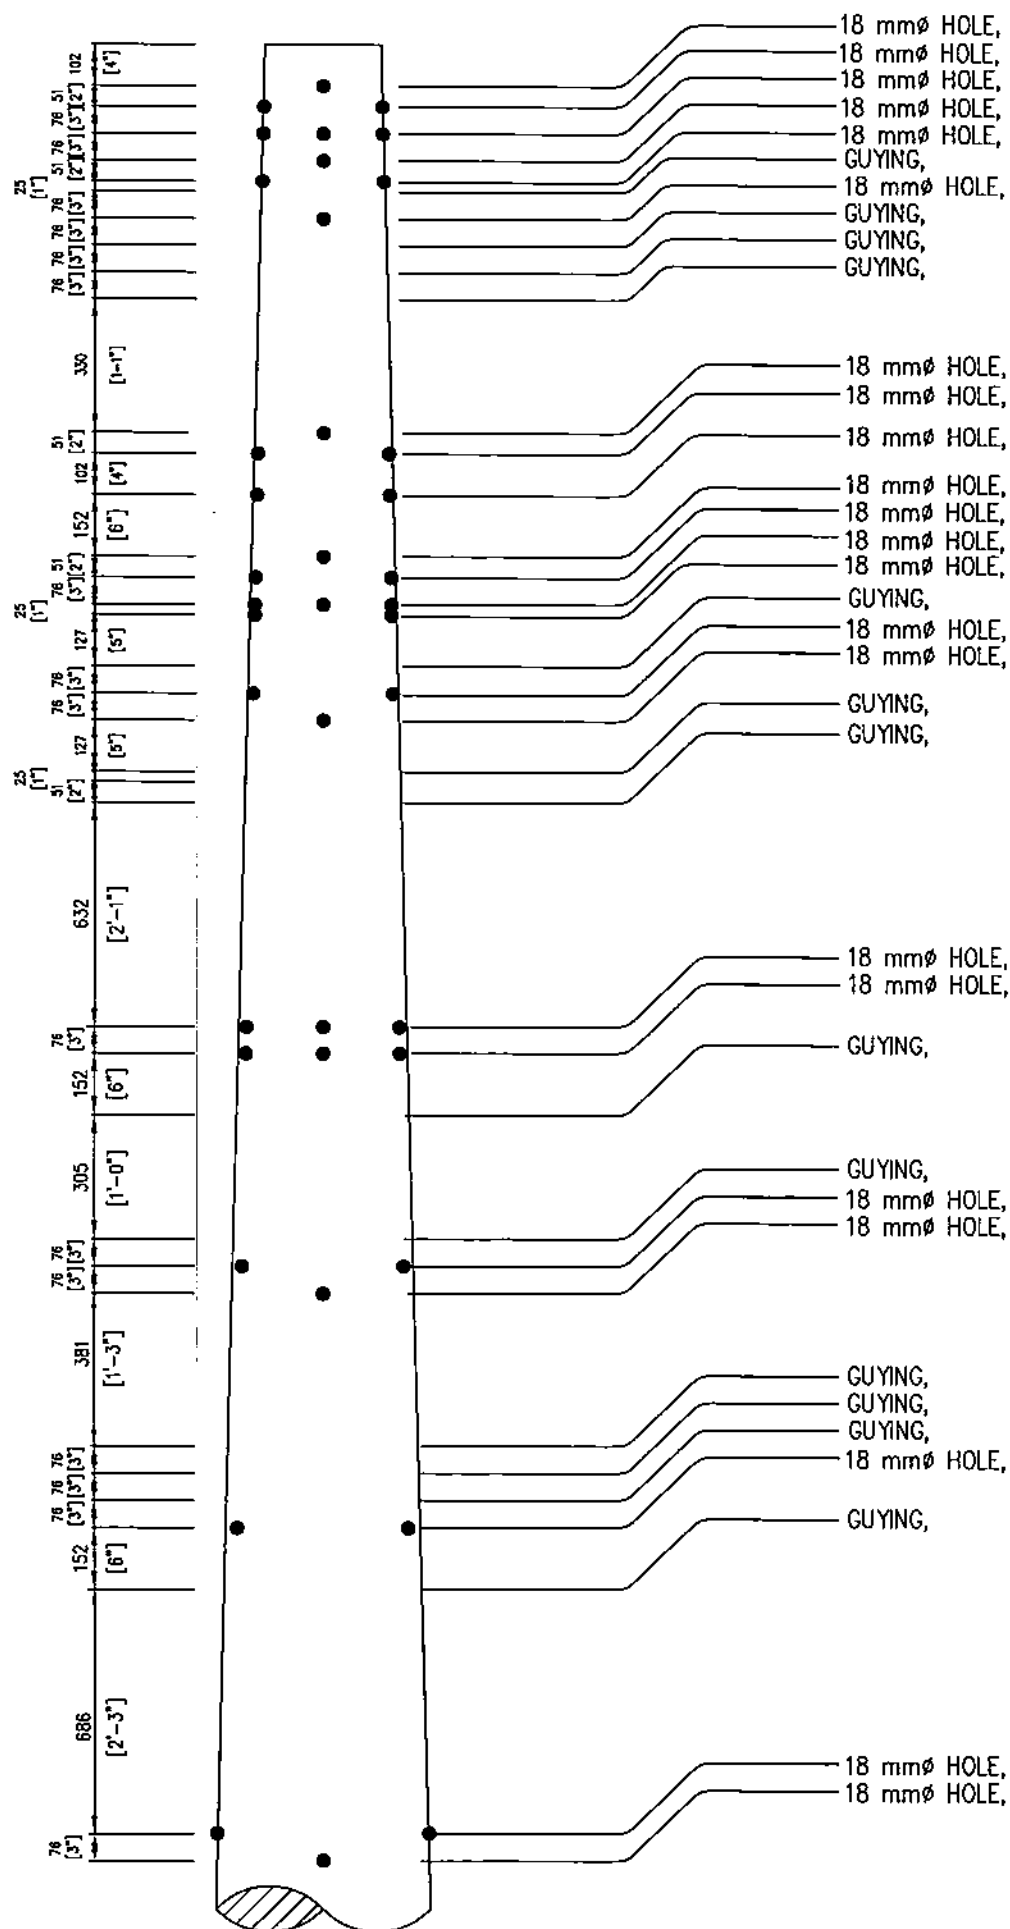 18 mmø HOLE,
18 mmø HOLE,
18 mmø HOLE,
18 mmø HOLE,
18 mmø HOLE,
GUYING,
18 mmø HOLE,
GUYING,
GUYING,
GUYING,
18 mmø HOLE,
18 mmø HOLE,
18 mmø HOLE,
18 mmø HOLE,
18 mmø HOLE,
18 mmø HOLE,
18 mmø HOLE,
GUYING,
18 mmø HOLE,
18 mmø HOLE,
GUYING,
GUYING,
18 mmø HOLE,
18 mmø HOLE,
GUYING,
GUYING,
18 mmø HOLE,
18 mmø HOLE,
GUYING,
GUYING,
GUYING,
18 mmø HOLE,
GUYING,
18 mmø HOLE,
18 mmø HOLE,
102 [4"]
51 [2"]
76 [3"]
76 [3"]
51 [2"]
25 [1"]
76 [3"]
76 [3"]
76 [3"]
76 [3"]
330 [1-1"]
51 [2"]
102 [4"]
152 [6"]
51 [2"]
76 [3"]
25 [1"]
127 [5"]
76 [3"]
76 [3"]
127 [5"]
25 [1"]
51 [2"]
632 [2'-1"]
76 [3"]
152 [6"]
305 [1'-0"]
76 [3"]
76 [3"]
381 [1'-3"]
76 [3"]
76 [3"]
76 [3"]
152 [6"]
686 [2'-3"]
76 [3"]